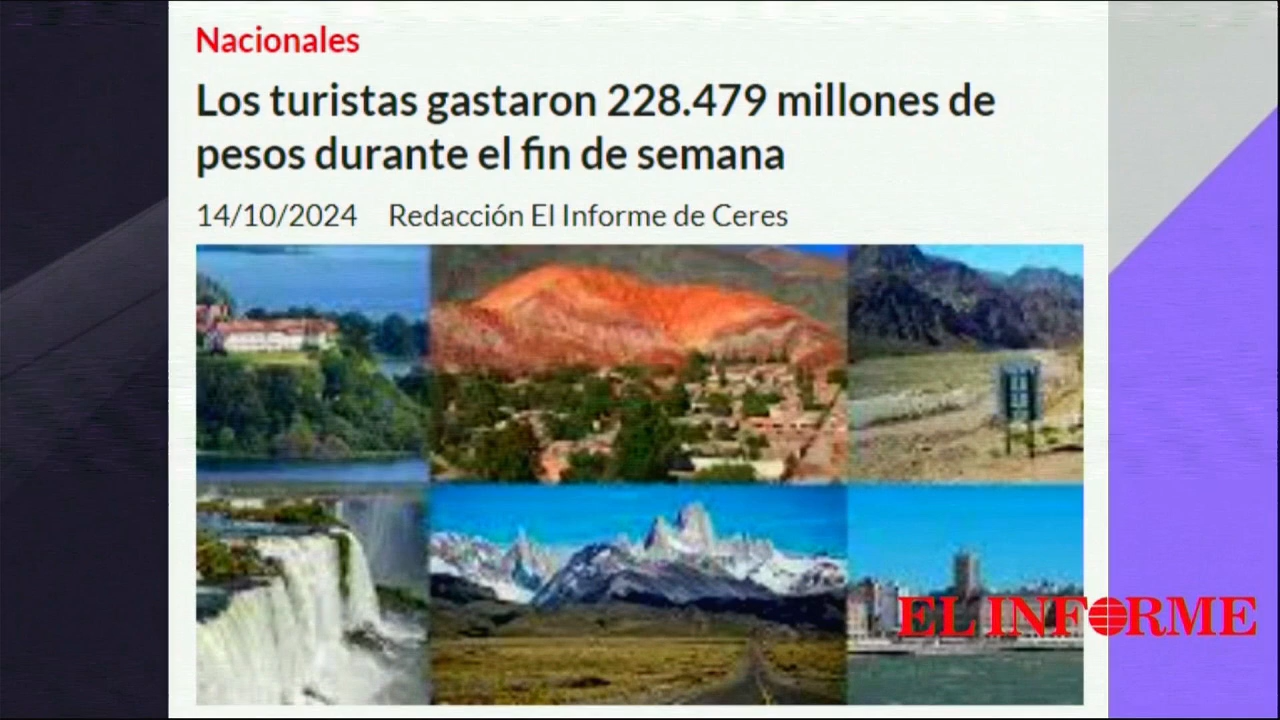 Nacionales
Los turistas gastaron 228.479 millones de
pesos durante el fin de semana
14/10/2024 Redacción El Informe de Ceres
EL INFORME